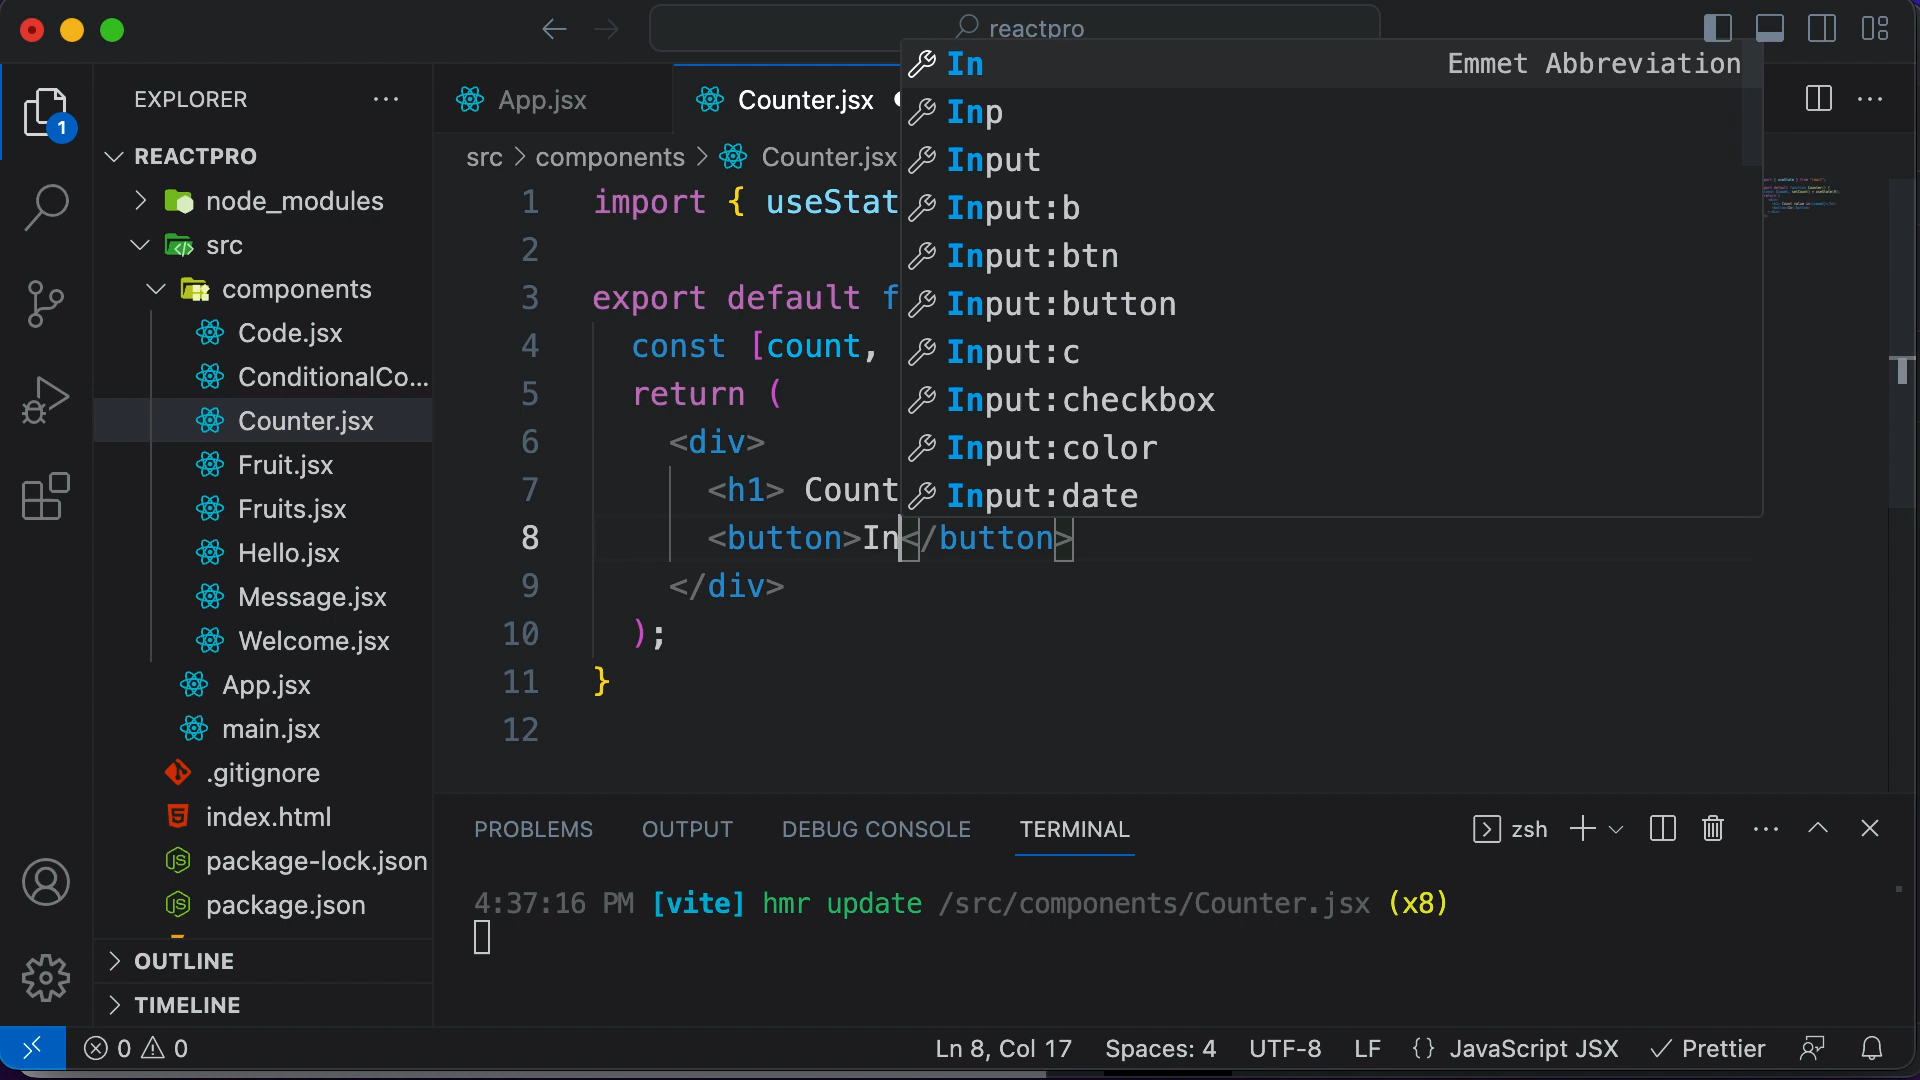 reactpro
EXPLORER
REACTPRO
node_modules
src
components
Code.jsx
ConditionalCo...
Counter.jsx
Fruit.jsx
Fruits.jsx
Hello.jsx
Message.jsx
Welcome.jsx
App.jsx
main.jsx
.gitignore
index.html
package-lock.json
package.json
OUTLINE
TIMELINE
1
App.jsx
Counter.jsx
src > components > Counter.jsx
1 import { useStat
2
3 export default f
4 const [count,
5 return (
6 <div>
7 <h1> Count
8 <button>In</button>
9 </div>
10 );
11 }
12
In Emmet Abbreviation
Inp
Input
Input:b
Input:btn
Input:button
Input:c
Input:checkbox
Input:color
Input:date
PROBLEMS OUTPUT DEBUG CONSOLE TERMINAL zsh
4:37:16 PM [vite] hmr update /src/components/Counter.jsx (x8)
0 0 Ln 8, Col 17 Spaces: 4 UTF-8 LF {} JavaScript JSX Prettier